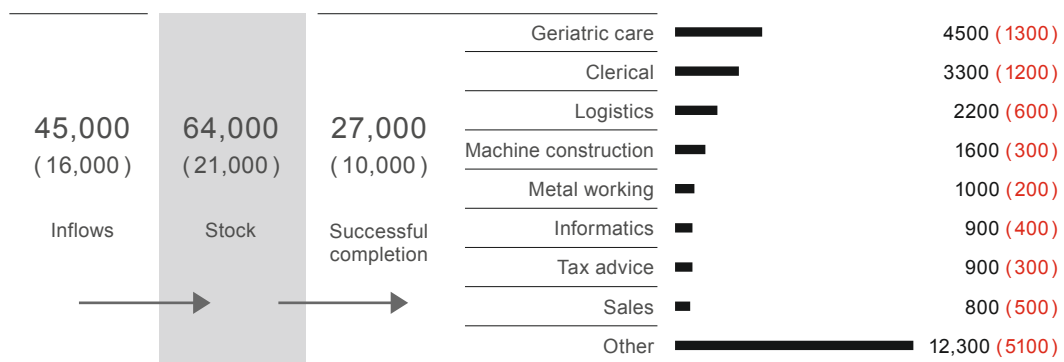 45,000
(16,000)
Inflows
64,000
(21,000)
Stock
27,000
(10,000)
Successful
completion
Geriatric care 4500 (1300)
Clerical 3300 (1200)
Logistics 2200 (600)
Machine construction 1600 (300)
Metal working 1000 (200)
Informatics 900 (400)
Tax advice 900 (300)
Sales 800 (500)
Other 12,300 (5100)